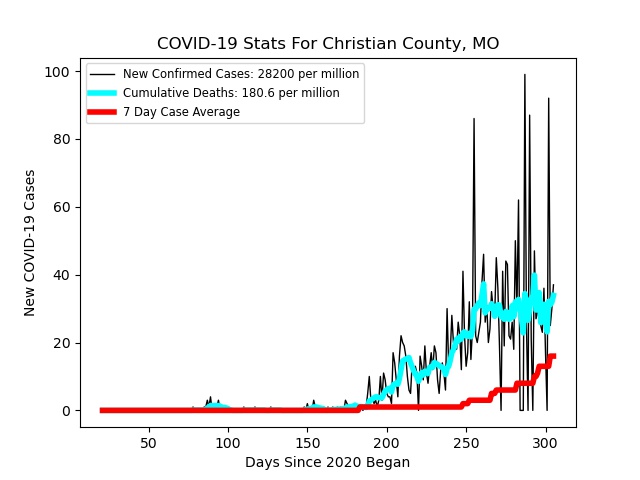 COVID-19 Stats For Christian County, MO
New Confirmed Cases: 28200 per million
Cumulative Deaths: 180.6 per million
7 Day Case Average
New COVID-19 Cases
100
80
60
40
20
0
50 100 150 200 250 300
Days Since 2020 Began